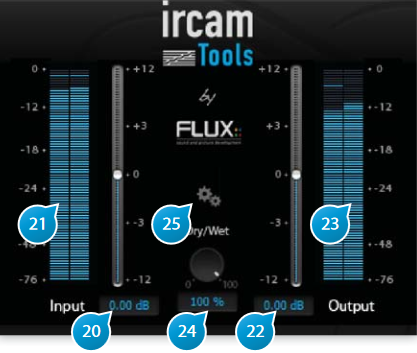 ircam
Tools
by
FLUX::
sound and picture development
0 +12 +12 0
-12 +3 +3 -12
-18 -18
-24 0 0 -24
21 25 23
-3 Dry/Wet -3
-48 -48
-76 -12 0 100 -12 -76
Input 0.00 dB 100 % 0.00 dB Output
20 24 22